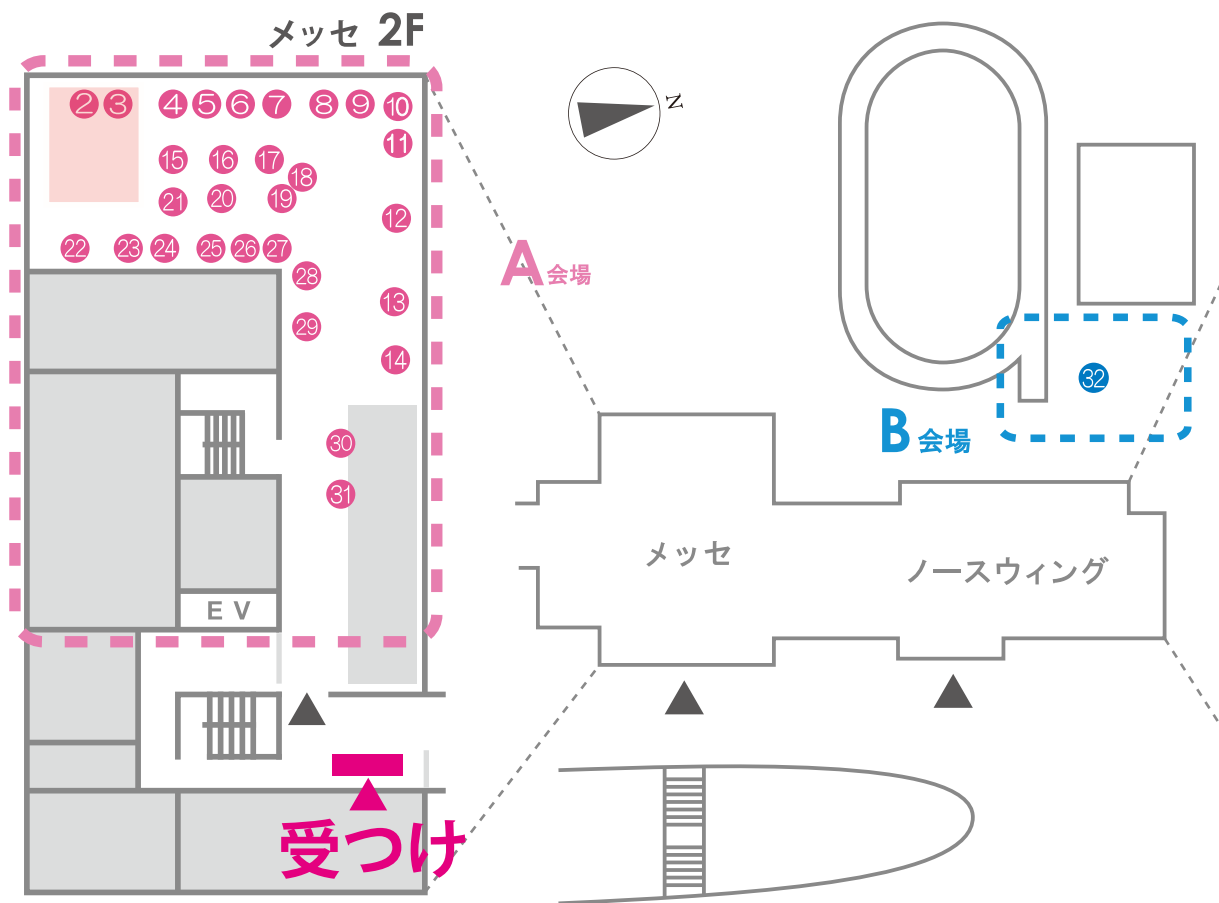 メッセ 2F
② ③ ④ ⑤ ⑥ ⑦ ⑧ ⑨ ⑩
⑪
⑮ ⑯ ⑰ ⑱
㉑ ⑳ ⑲
⑫
㉒ ㉓ ㉔ ㉕ ㉖ ㉗
㉘
⑬
㉙
⑭
㉚
㉛
E V
受つけ
N
A会場
㉜
B会場
メッセ
ノースウィング